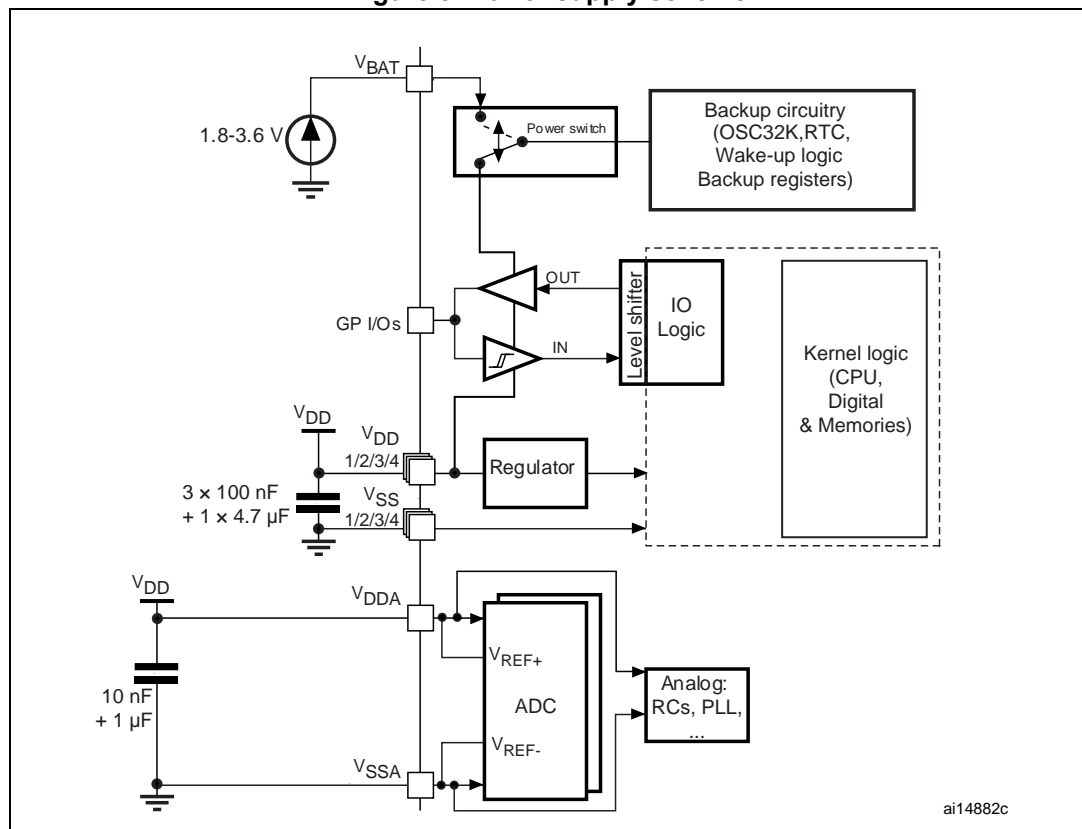 VBAT
1.8-3.6 V
Power switch
Backup circuitry
(OSC32K,RTC,
Wake-up logic
Backup registers)
GP I/Os
OUT
IN
Level shifter
IO
Logic
Kernel logic
(CPU,
Digital
& Memories)
VDD
VDD
1/2/3/4
Regulator
3 × 100 nF
+ 1 × 4.7 µF
VSS
1/2/3/4
VDD
VDDA
10 nF
+ 1 µF
VREF+
ADC
VREF-
Analog:
RCs, PLL,
...
VSSA
ai14882c